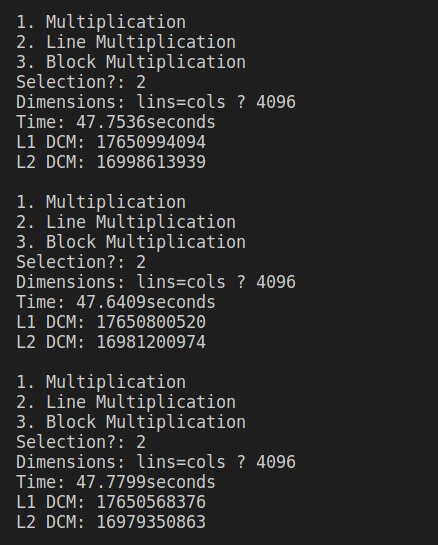 1. Multiplication
2. Line Multiplication
3. Block Multiplication
Selection?: 2
Dimensions: lins=cols ? 4096
Time: 47.7536seconds
L1 DCM: 17650994094
L2 DCM: 16998613939

1. Multiplication
2. Line Multiplication
3. Block Multiplication
Selection?: 2
Dimensions: lins=cols ? 4096
Time: 47.6409seconds
L1 DCM: 17650800520
L2 DCM: 16981200974

1. Multiplication
2. Line Multiplication
3. Block Multiplication
Selection?: 2
Dimensions: lins=cols ? 4096
Time: 47.7799seconds
L1 DCM: 17650568376
L2 DCM: 16979350863